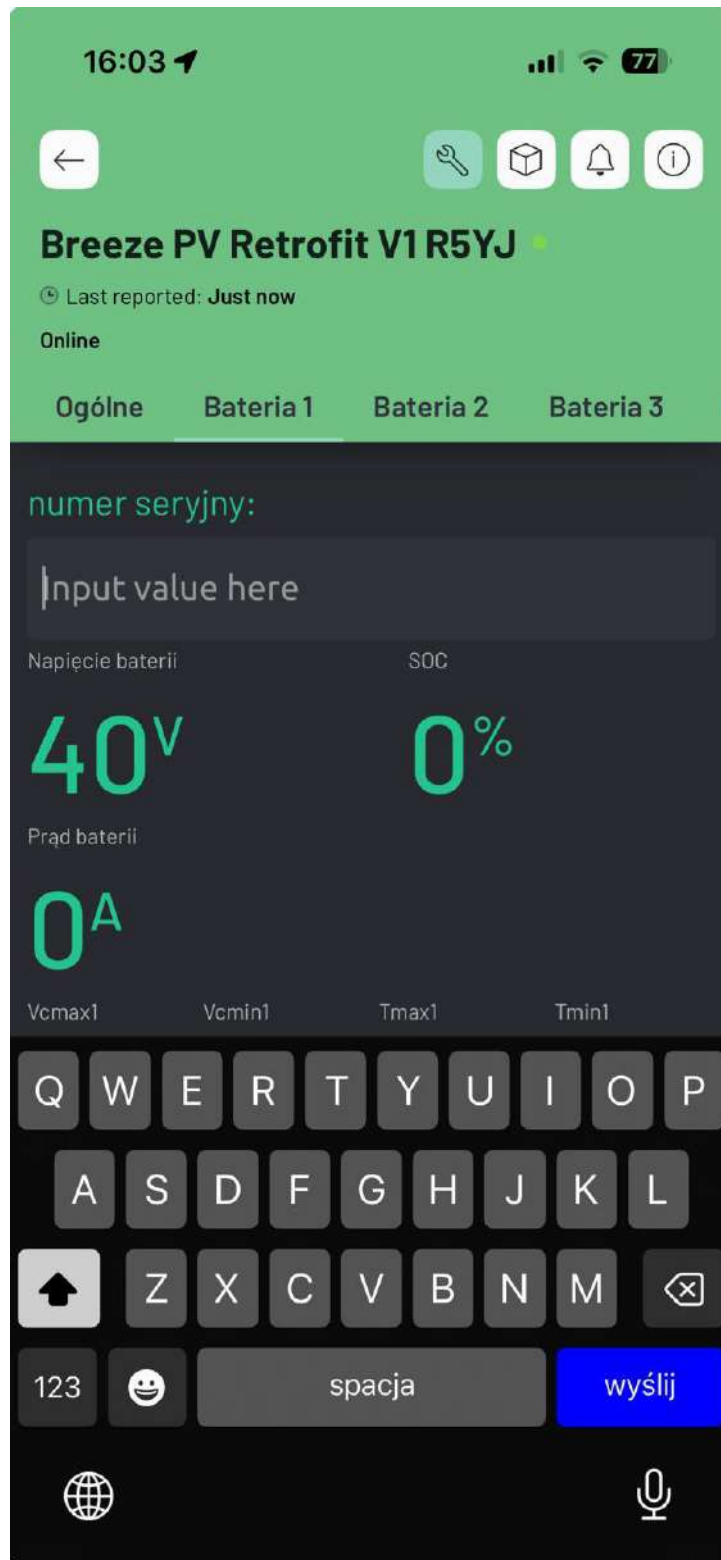 16:03
77
Breeze PV Retrofit V1 R5YJ
Last reported: Just now
Online
Ogólne Bateria 1 Bateria 2 Bateria 3
numer seryjny:
Input value here
Napięcie baterii SOC
40V 0%
Prąd baterii
0A
Vcmax1 Vcmin1 Tmax1 Tmin1
Q W E R T Y U I O P
A S D F G H J K L
Z X C V B N M
123 spacja wyślij